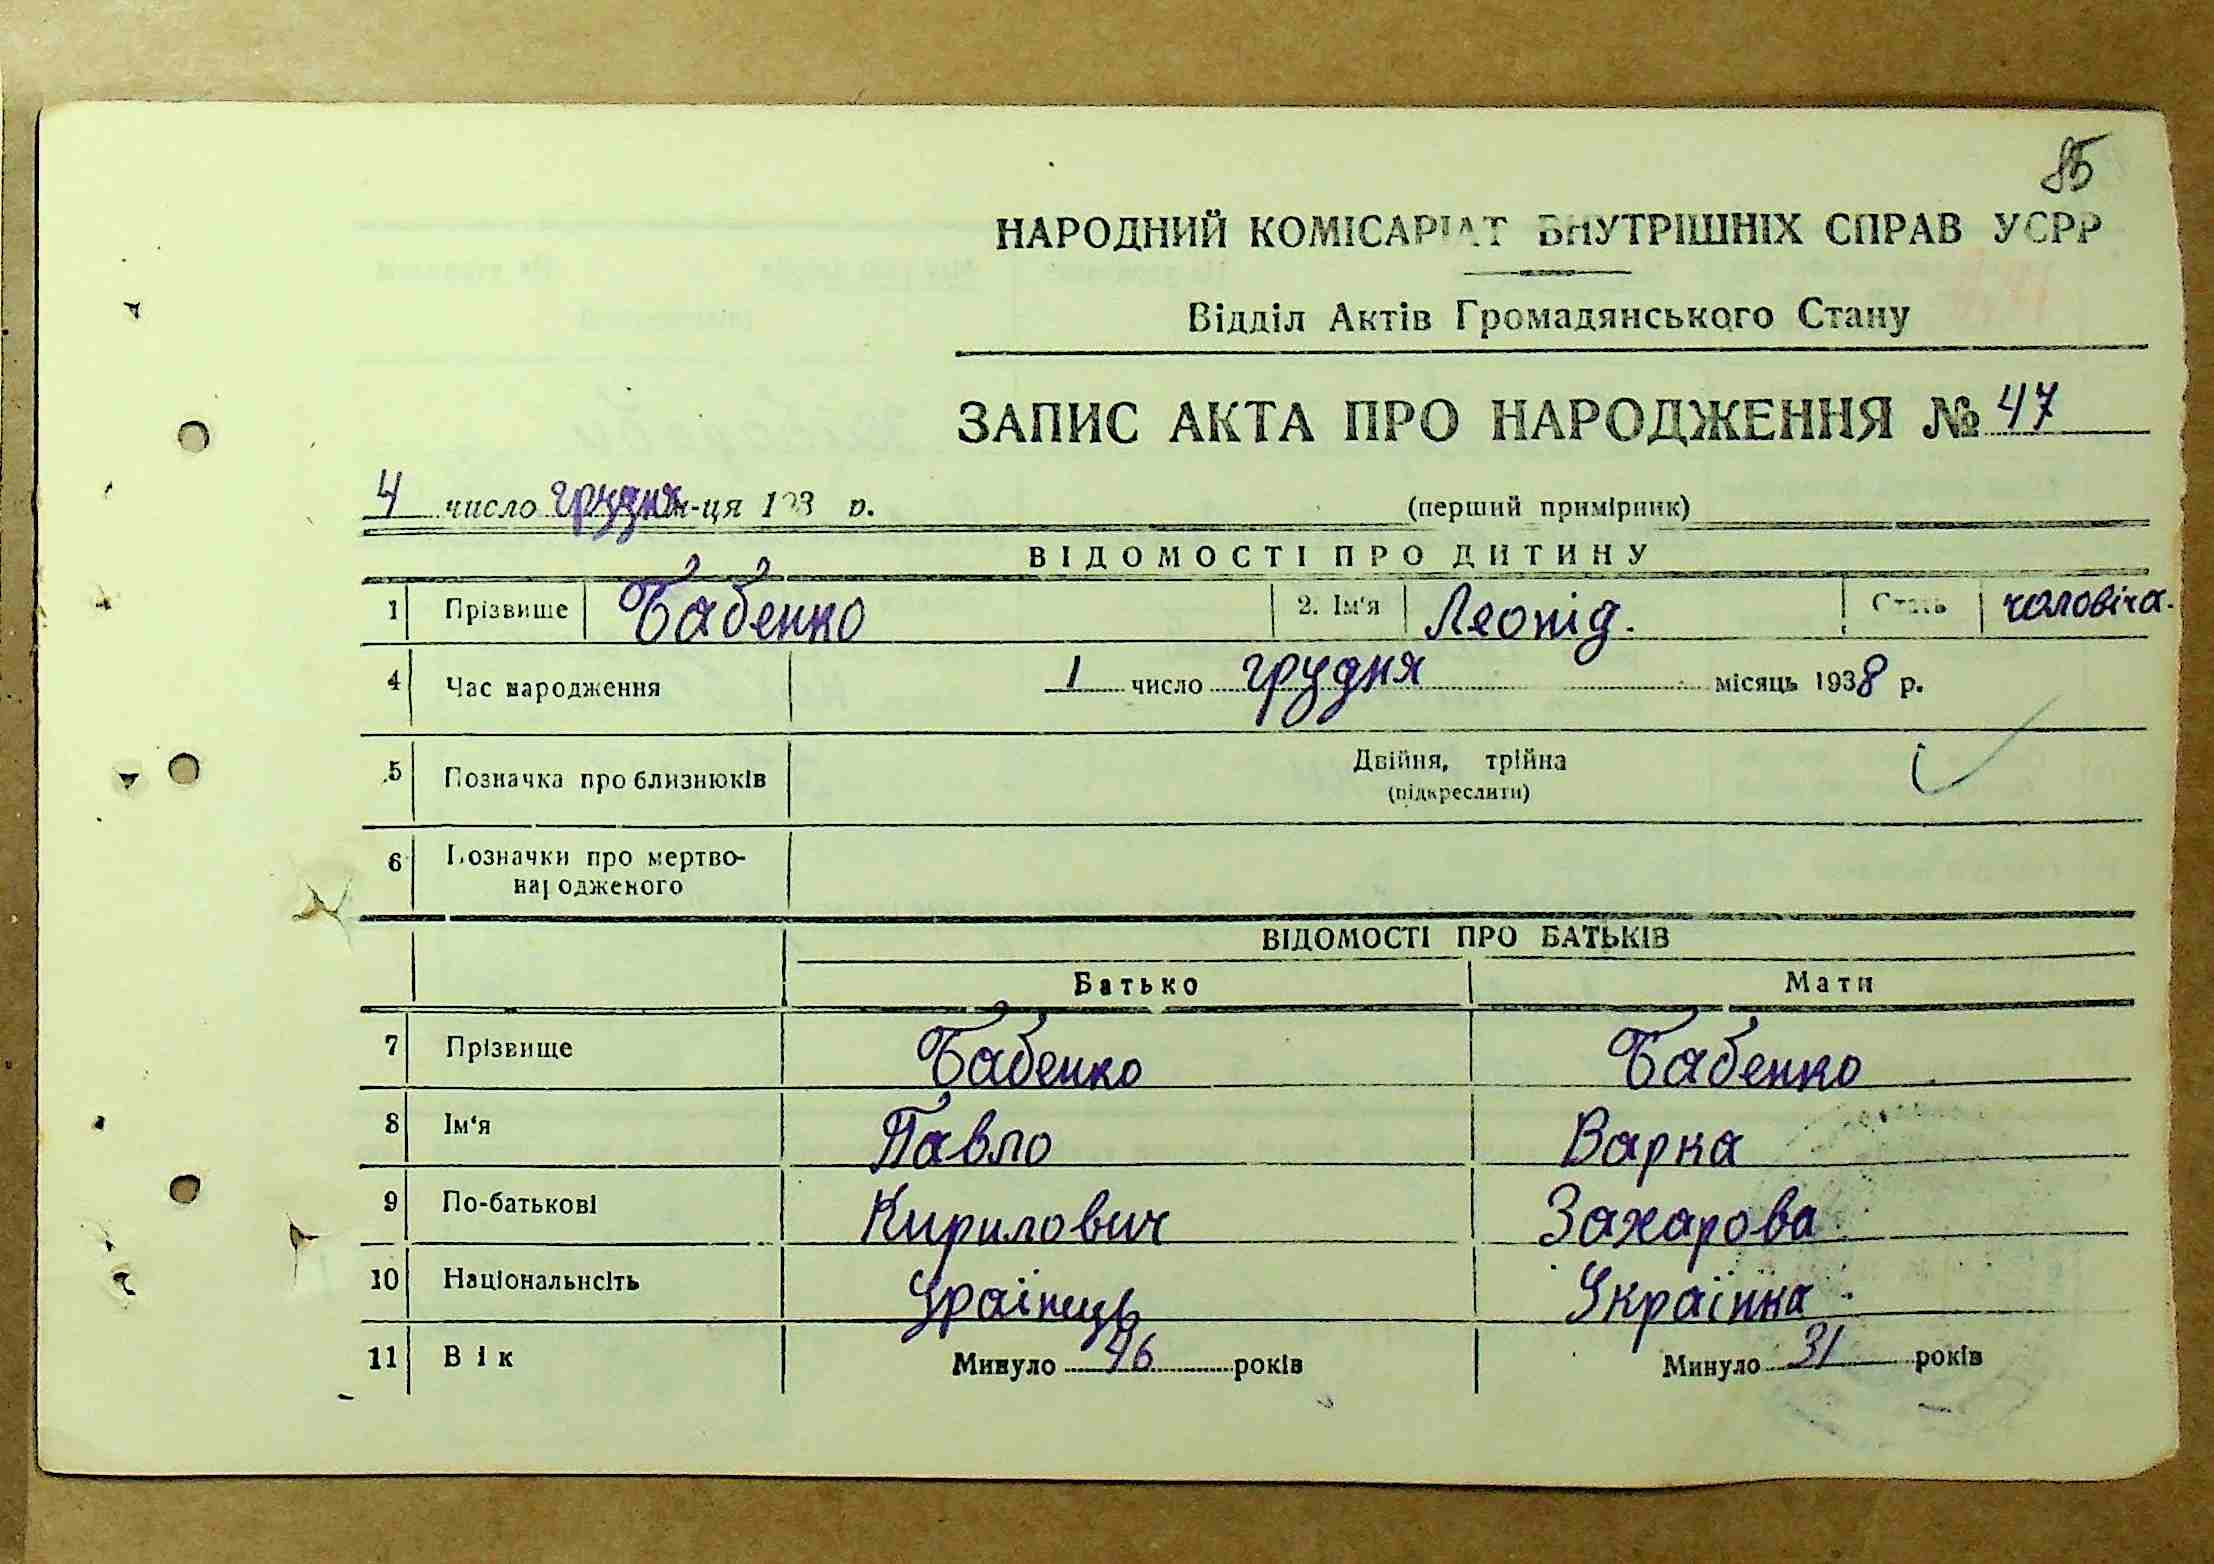 85
НАРОДНИЙ КОМІСАРІАТ ВНУТРІШНІХ СПРАВ УСРР
Відділ Актів Громадянського Стану
ЗАПИС АКТА ПРО НАРОДЖЕННЯ № 47
4 число грудня м-ця 193 р. (перший примірник)
ВІДОМОСТІ ПРО ДИТИНУ
1 Прізвище Бабенко 2. Ім'я Леонід. Стать чоловіча.
4 Час народження 1 число грудня місяць 1938 р.
5 Позначка про близнюків Двійня, трійна
(підкреслити)
6 Позначки про мертво-
народженого
ВІДОМОСТІ ПРО БАТЬКІВ
Батько Мати
7 Прізвище Бабенко Бабенко
8 Ім'я Павло Варка
9 По-батькові Кирилович Захарова
10 НаціональнсітьУраїнець Українка
11 Вік Минуло 46 років Минуло 31 років